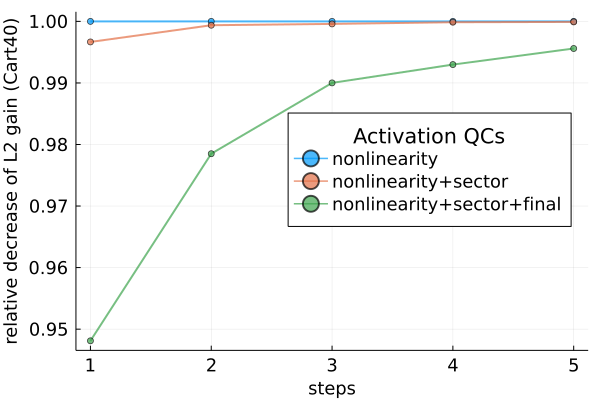 relative decrease of L2 gain (Cart40)
1.00
0.99
0.98
0.97
0.96
0.95
Activation QCs
nonlinearity
nonlinearity+sector
nonlinearity+sector+final
1 2 3 4 5
steps